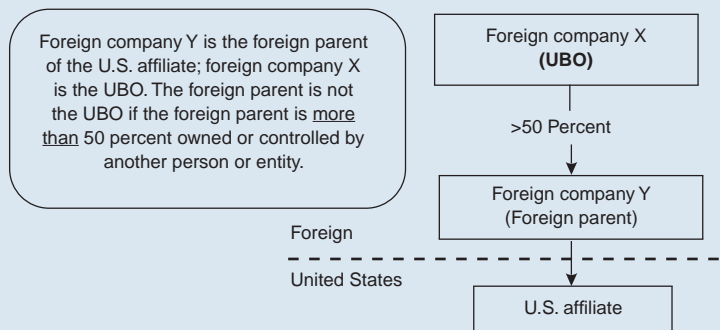 Foreign company Y is the foreign parent
of the U.S. affiliate; foreign company X
is the UBO. The foreign parent is not
the UBO if the foreign parent is more
than 50 percent owned or controlled by
another person or entity.
Foreign company X
(UBO)
>50 Percent
Foreign company Y
(Foreign parent)
Foreign
United States
U.S. affiliate